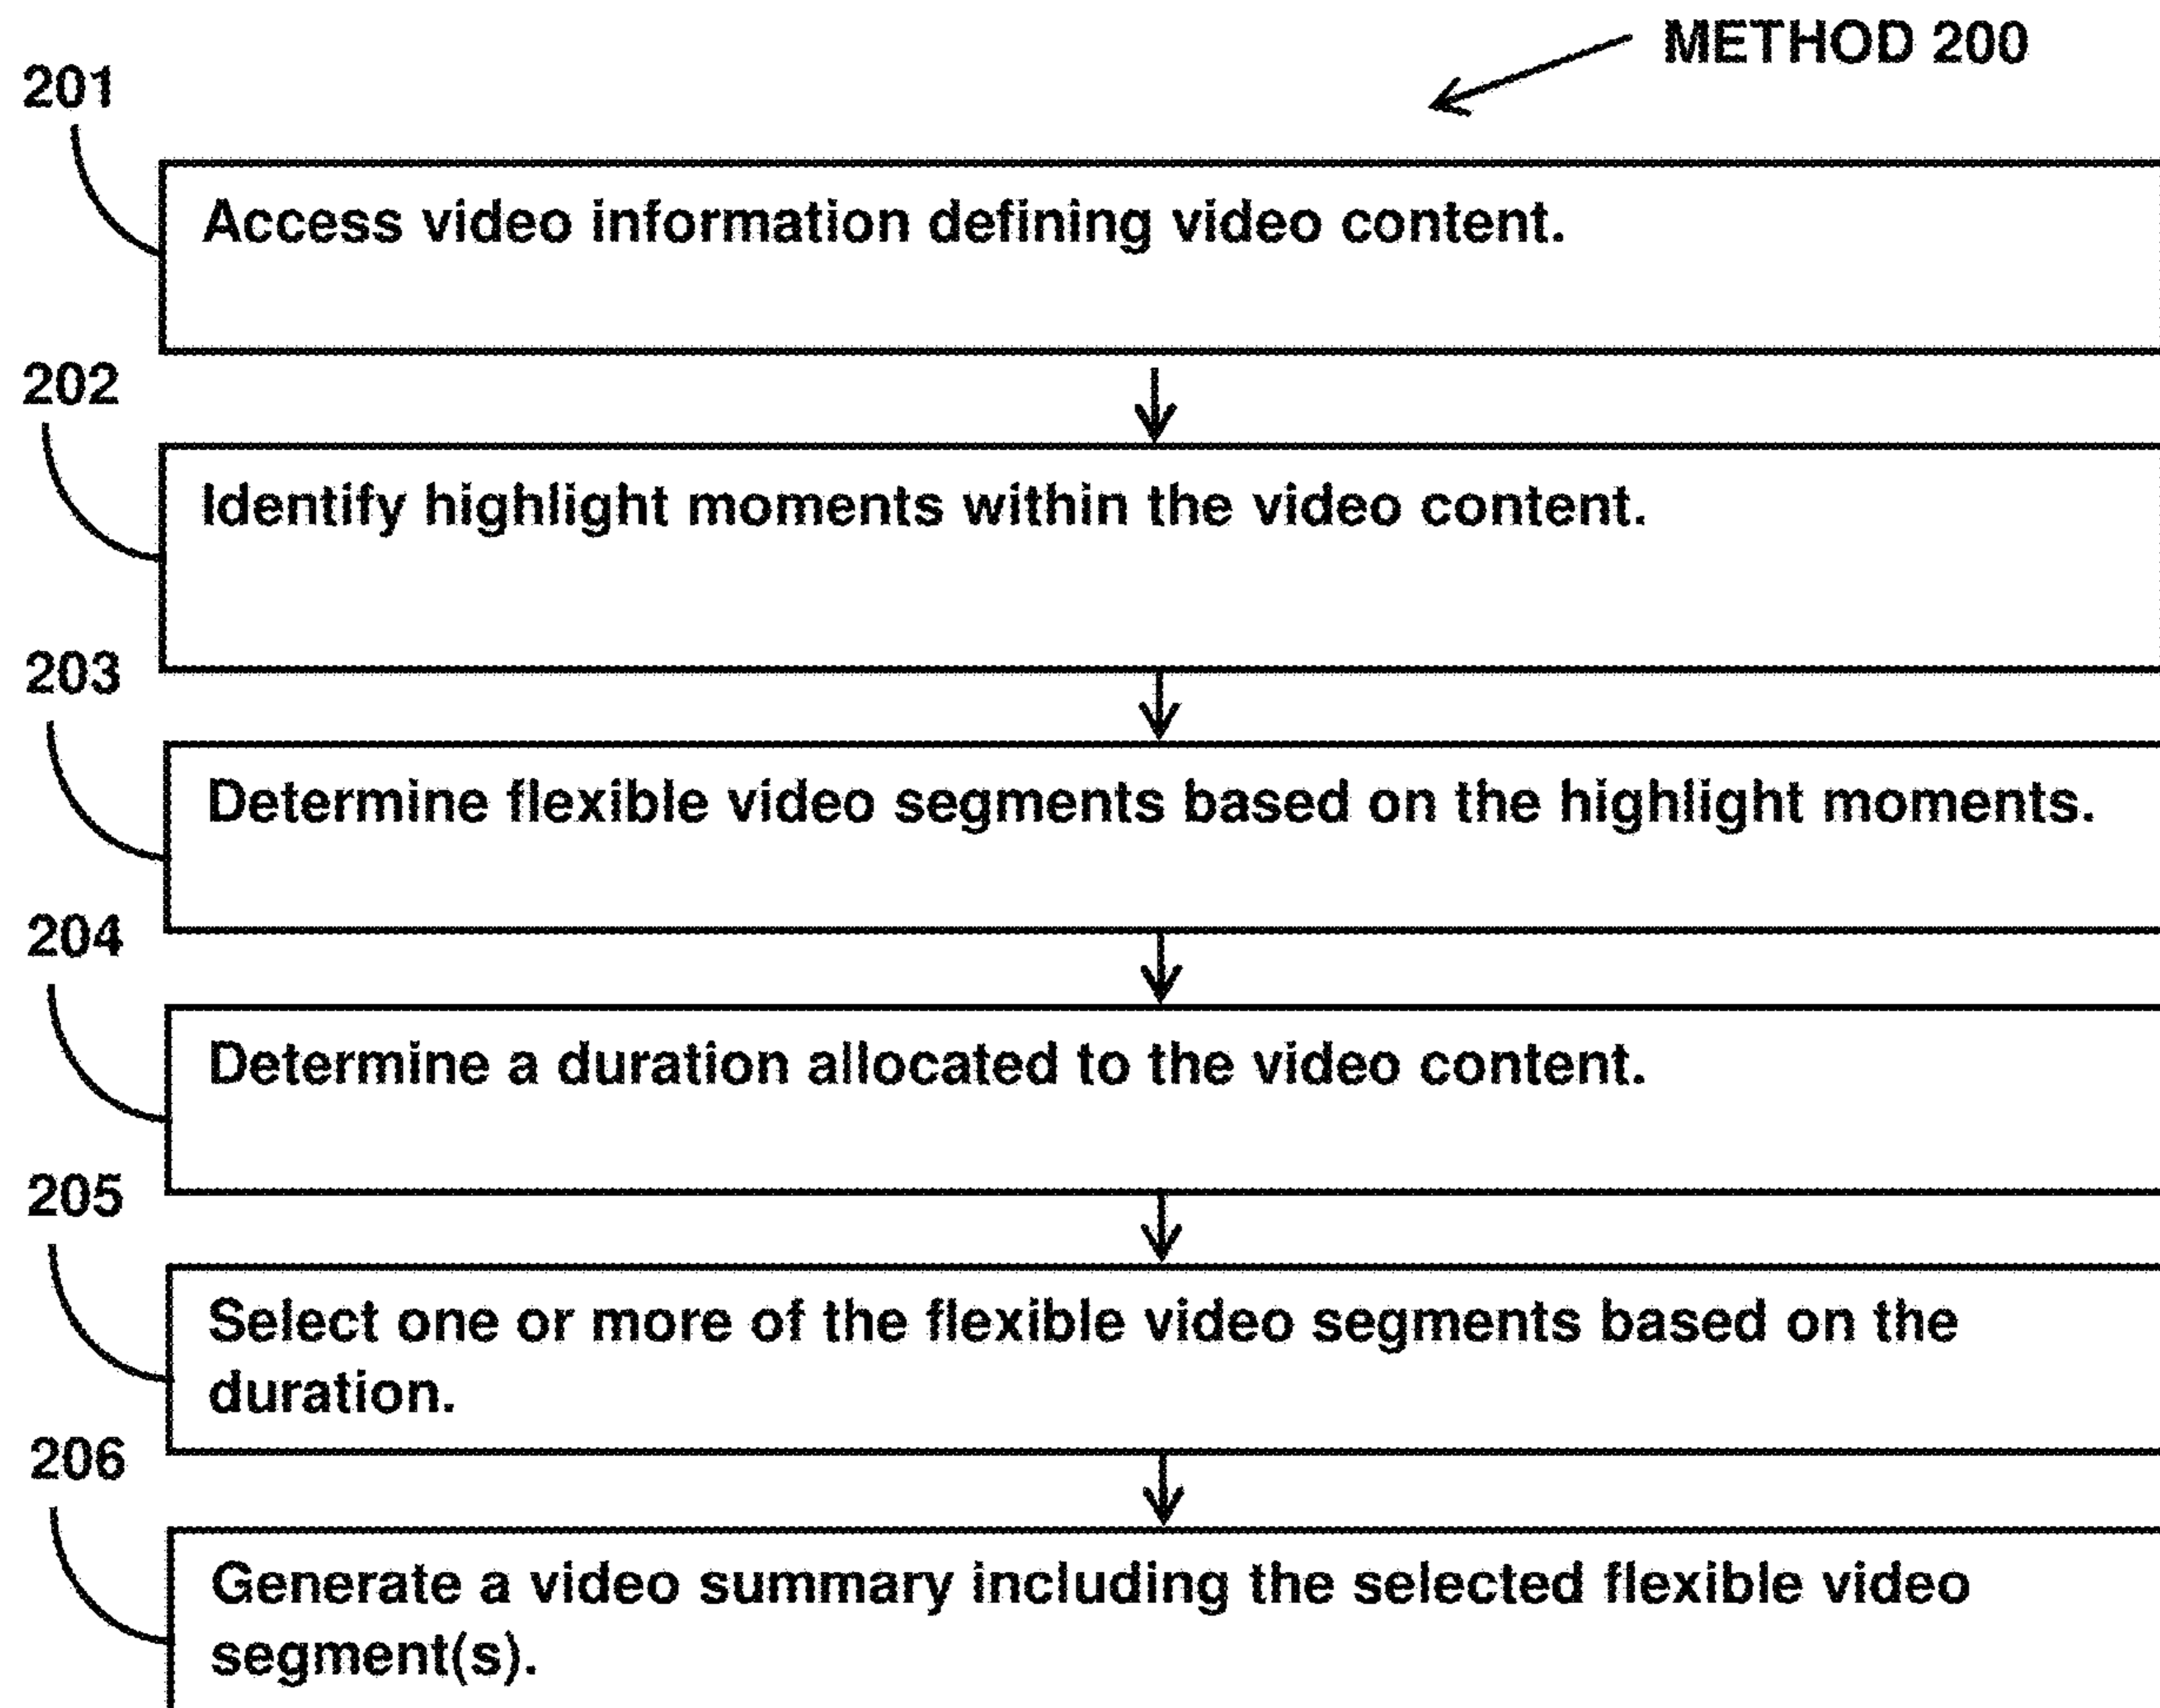 METHOD 200
201
Access video information defining video content.
202
Identify highlight moments within the video content.
203
Determine flexible video segments based on the highlight moments.
204
Determine a duration allocated to the video content.
205
Select one or more of the flexible video segments based on the
duration.
206
Generate a video summary including the selected flexible video
segment(s).